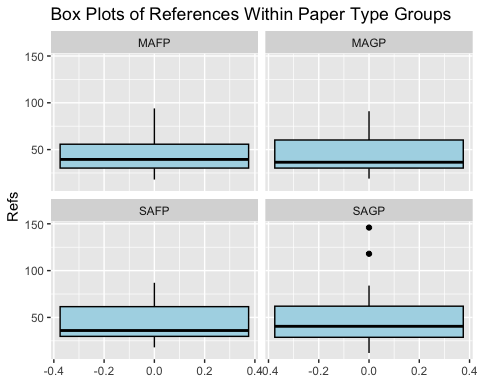 Box Plots of References Within Paper Type Groups
MAFP MAGP
150
100
50
SAFP SAGP
150
100
50
Refs
-0.4 -0.2 0.0 0.2 0.4 -0.4 -0.2 0.0 0.2 0.4